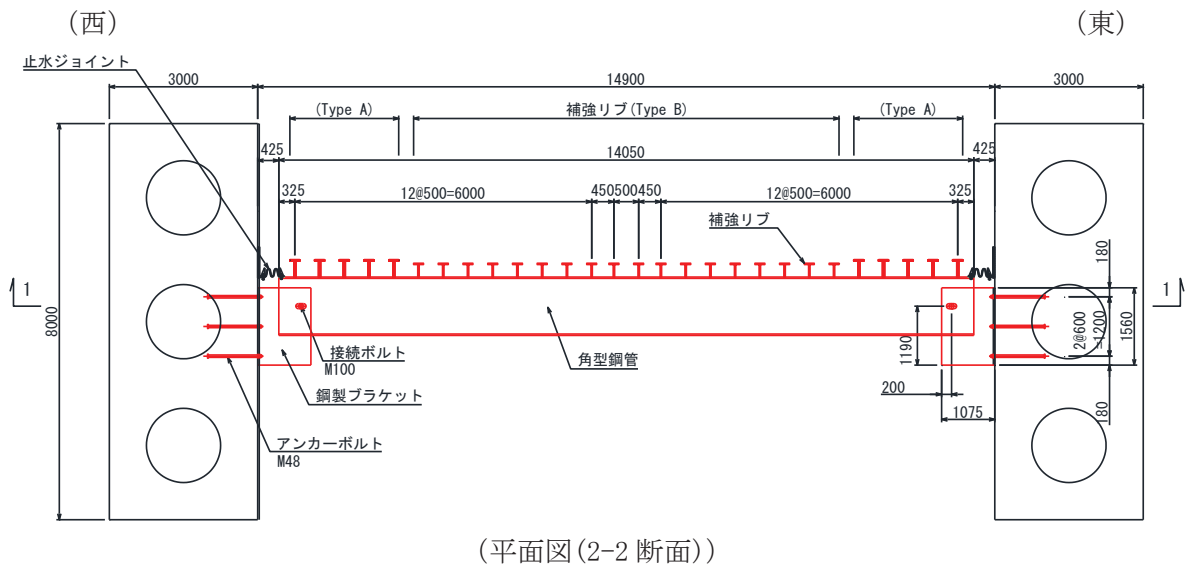 (西)
(東)
止水ジョイント
3000
14900
3000
(Type A)
補強リブ(Type B)
(Type A)
425
14050
425
325
12@500=6000
450
500
450
12@500=6000
325
補強リブ
180
1
1
8000
2@600
=1200
1560
1190
接続ボルト
M100
角型鋼管
200
鋼製ブラケット
1075
180
アンカーボルト
M48
(平面図(2-2 断面))